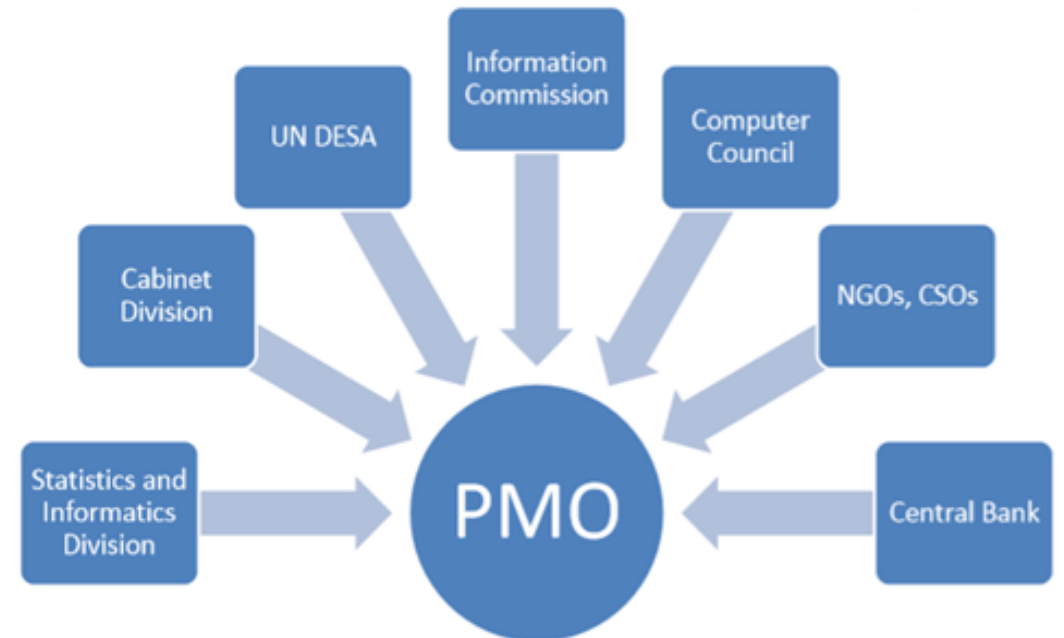 Information
Commission
UN DESA
Computer
Council
Cabinet
Division
NGOs, CSOs
Statistics and
Informatics
Division
PMO
Central Bank